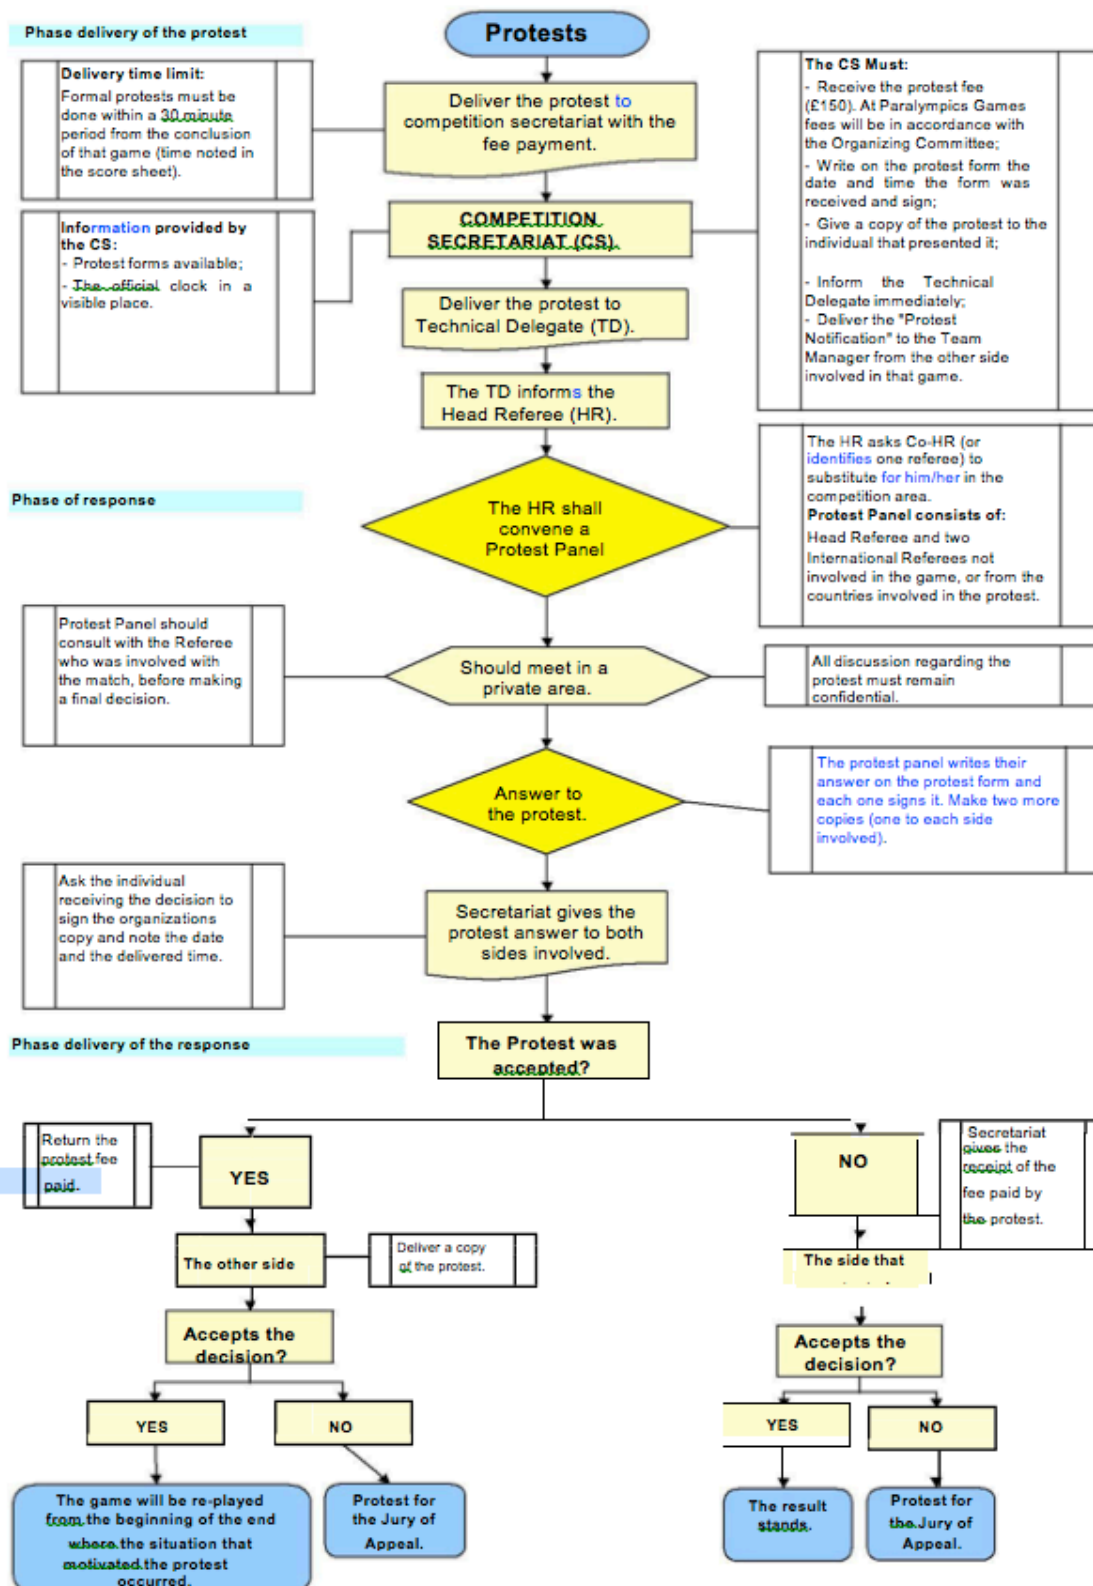 Protests
Phase delivery of the protest
Delivery time limit:
Formal protests must be
done within a 30 minute
period from the conclusion
of that game (time noted in
the score sheet).
Deliver the protest to
competition secretariat with the
fee payment.
The CS Must:
- Receive the protest fee
(£150). At Paralympics Games
fees will be in accordance with
the Organizing Committee;
- Write on the protest form the
date and time the form was
received and sign;
- Give a copy of the protest to the
individual that presented it;
- Inform the Technical
Delegate immediately;
- Deliver the "Protest
Notification" to the Team
Manager from the other side
involved in that game.
Information provided by
the CS:
- Protest forms available;
- The official clock in a
visible place.
COMPETITION
SECRETARIAT (CS)
Deliver the protest to
Technical Delegate (TD).
The TD informs the
Head Referee (HR).
Phase of response
The HR shall
convene a
Protest Panel
The HR asks Co-HR (or
identifies one referee) to
substitute for him/her in the
competition area.
Protest Panel consists of:
Head Referee and two
International Referees not
involved in the game, or from the
countries involved in the protest.
Protest Panel should
consult with the Referee
who was involved with
the match, before making
a final decision.
Should meet in a
private area.
All discussion regarding the
protest must remain
confidential.
Answer to
the protest.
The protest panel writes their
answer on the protest form and
each one signs it. Make two more
copies (one to each side
involved).
Ask the individual
receiving the decision to
sign the organizations
copy and note the date
and the delivered time.
Secretariat gives the
protest answer to both
sides involved.
Phase delivery of the response
The Protest was
accepted?
Return the
protest fee
paid.
YES
NO
Secretariat
gives the
receipt of the
fee paid by
the protest.
The other side
Deliver a copy
of the protest.
The side that
Accepts the
decision?
Accepts the
decision?
YES
NO
YES
NO
The game will be re-played
from the beginning of the end
where the situation that
motivated the protest
occurred.
Protest for
the Jury of
Appeal.
The result
stands.
Protest for
the Jury of
Appeal.